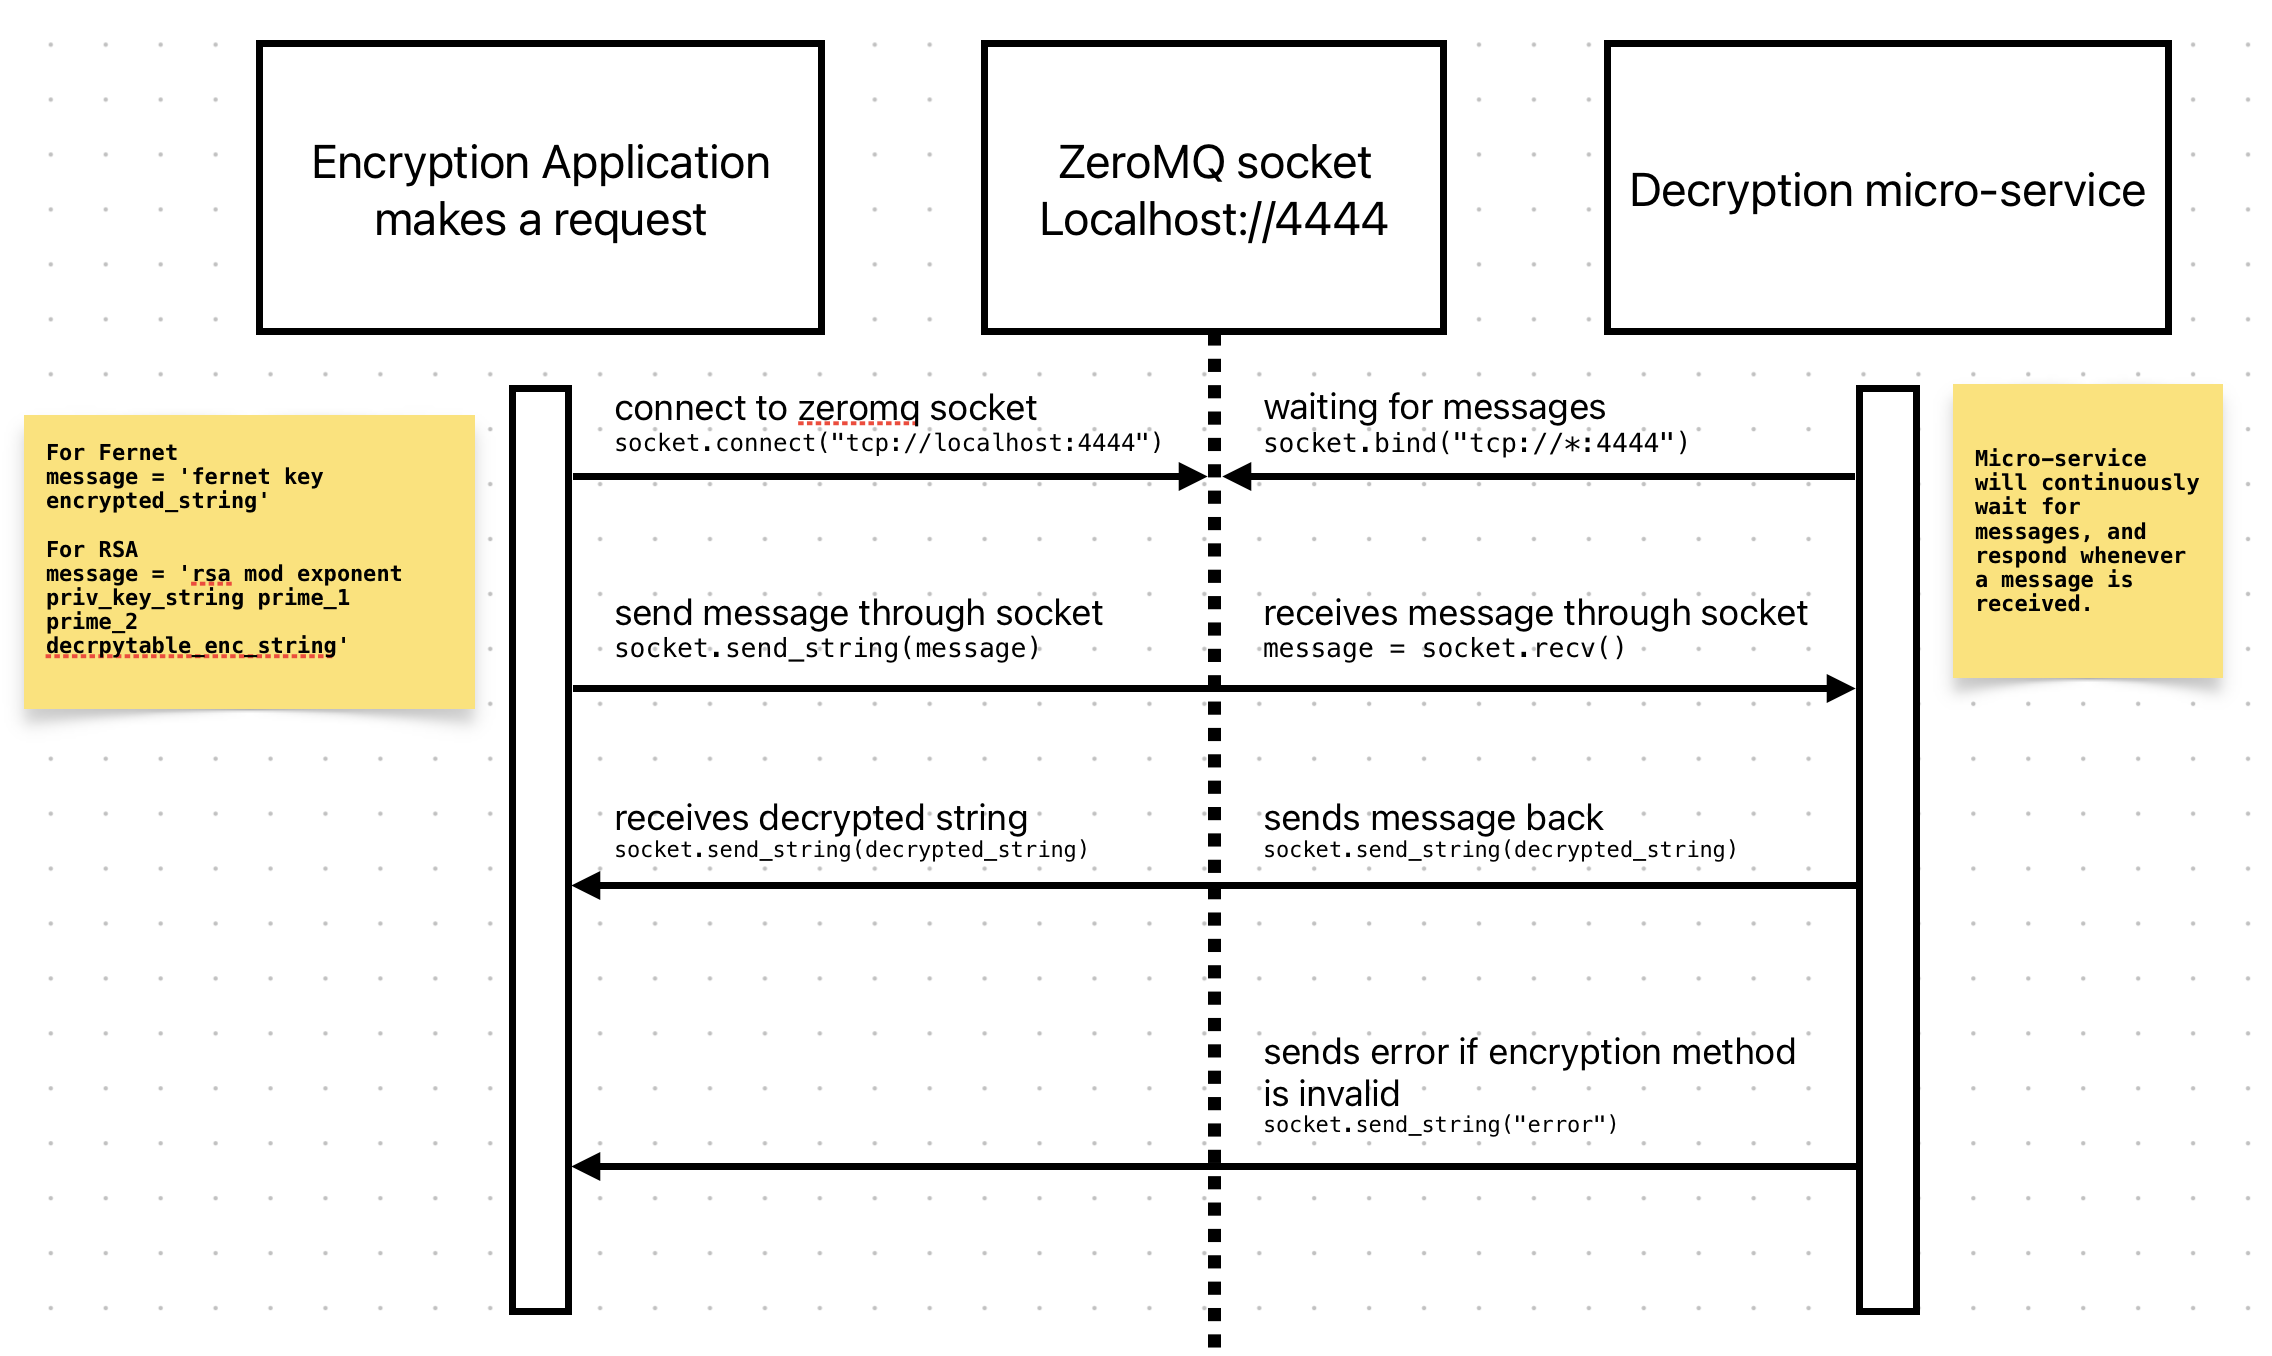 Encryption Application
makes a request
ZeroMQ socket
Localhost://4444
Decryption micro-service
For Fernet
message = 'fernet key
encrypted_string'
For RSA
message = 'rsa mod exponent
priv_key_string prime_1
prime_2
decrpytable_enc_string'
connect to zeromq socket
socket.connect("tcp://localhost:4444")
waiting for messages
socket.bind("tcp://*:4444")
Micro-service
will continuously
wait for
messages, and
respond whenever
a message is
received.
send message through socket
socket.send_string(message)
receives message through socket
message = socket.recv()
receives decrypted string
socket.send_string(decrypted_string)
sends message back
socket.send_string(decrypted_string)
sends error if encryption method
is invalid
socket.send_string("error")